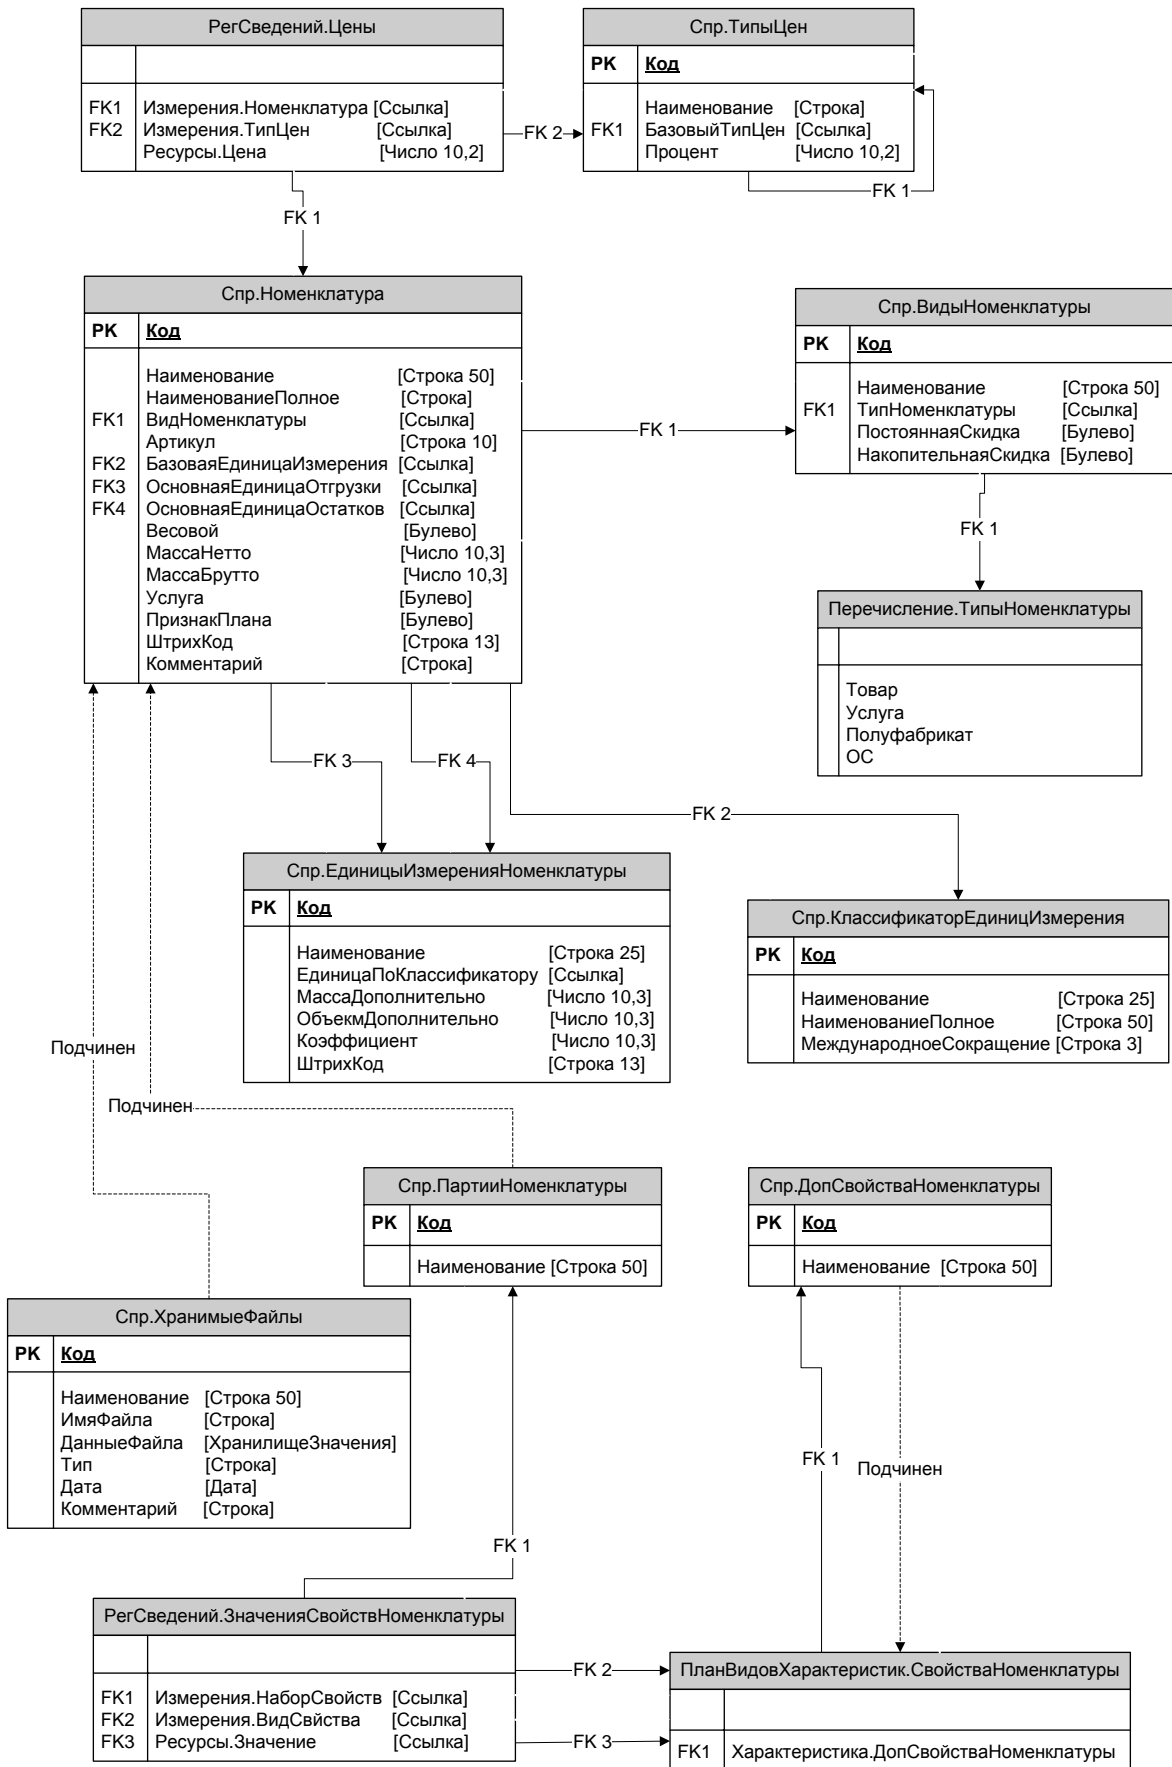 РегСведений.Цены
FK1 Измерения.Номенклатура [Ссылка]
FK2 Измерения.ТипЦен [Ссылка]
Ресурсы.Цена [Число 10,2]
FK 2
Спр.ТипыЦен
PK Код
Наименование [Строка]
FK1 БазовыйТипЦен [Ссылка]
Процент [Число 10,2]
FK 1
FK 1
Спр.Номенклатура
PK Код
Наименование [Строка 50]
НаименованиеПолное [Строка]
FK1 ВидНоменклатуры [Ссылка]
Артикул [Строка 10]
FK2 БазоваяЕдиницаИзмерения [Ссылка]
FK3 ОсновнаяЕдиницаОтгрузки [Ссылка]
FK4 ОсновнаяЕдиницаОстатков [Ссылка]
Весовой [Булево]
МассаНетто [Число 10,3]
МассаБрутто [Число 10,3]
Услуга [Булево]
ПризнакПлана [Булево]
ШтрихКод [Строка 13]
Комментарий [Строка]
FK 1
Спр.ВидыНоменклатуры
PK Код
Наименование [Строка 50]
FK1 ТипНоменклатуры [Ссылка]
ПостояннаяСкидка [Булево]
НакопительнаяСкидка [Булево]
FK 1
Перечисление.ТипыНоменклатуры
Товар
Услуга
Полуфабрикат
ОС
FK 3
FK 4
FK 2
Спр.ЕдиницыИзмеренияНоменклатуры
PK Код
Наименование [Строка 25]
ЕдиницаПоКлассификатору [Ссылка]
МассаДополнительно [Число 10,3]
ОбъекмДополнительно [Число 10,3]
Коэффициент [Число 10,3]
ШтрихКод [Строка 13]
Спр.КлассификаторЕдиницИзмерения
PK Код
Наименование [Строка 25]
НаименованиеПолное [Строка 50]
МеждународноеСокращение [Строка 3]
Подчинен
Подчинен
Спр.ПартииНоменклатуры
PK Код
Наименование [Строка 50]
Спр.ДопСвойстваНоменклатуры
PK Код
Наименование [Строка 50]
Спр.ХранимыеФайлы
PK Код
Наименование [Строка 50]
ИмяФайла [Строка]
ДанныеФайла [ХранилищеЗначения]
Тип [Строка]
Дата [Дата]
Комментарий [Строка]
FK 1
FK 1
Подчинен
РегСведений.ЗначенияСвойствНоменклатуры
FK1 Измерения.НаборСвойств [Ссылка]
FK2 Измерения.ВидСвйства [Ссылка]
FK3 Ресурсы.Значение [Ссылка]
FK 2
FK 3
ПланВидовХарактеристик.СвойстваНоменклатуры
FK1 Характеристика.ДопСвойстваНоменклатуры